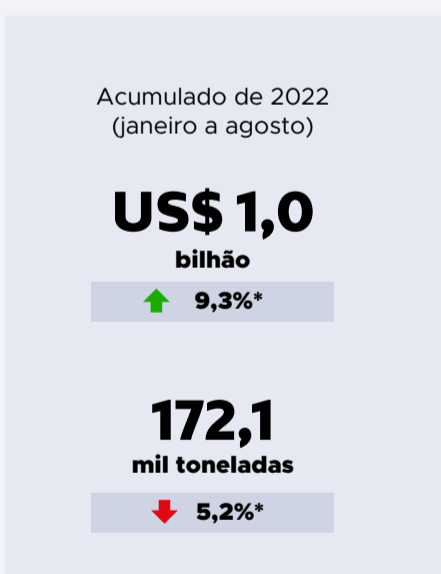 Acumulado de 2022
(janeiro a agosto)
US$ 1,0
bilhão
9,3%*
172,1
mil toneladas
5,2%*